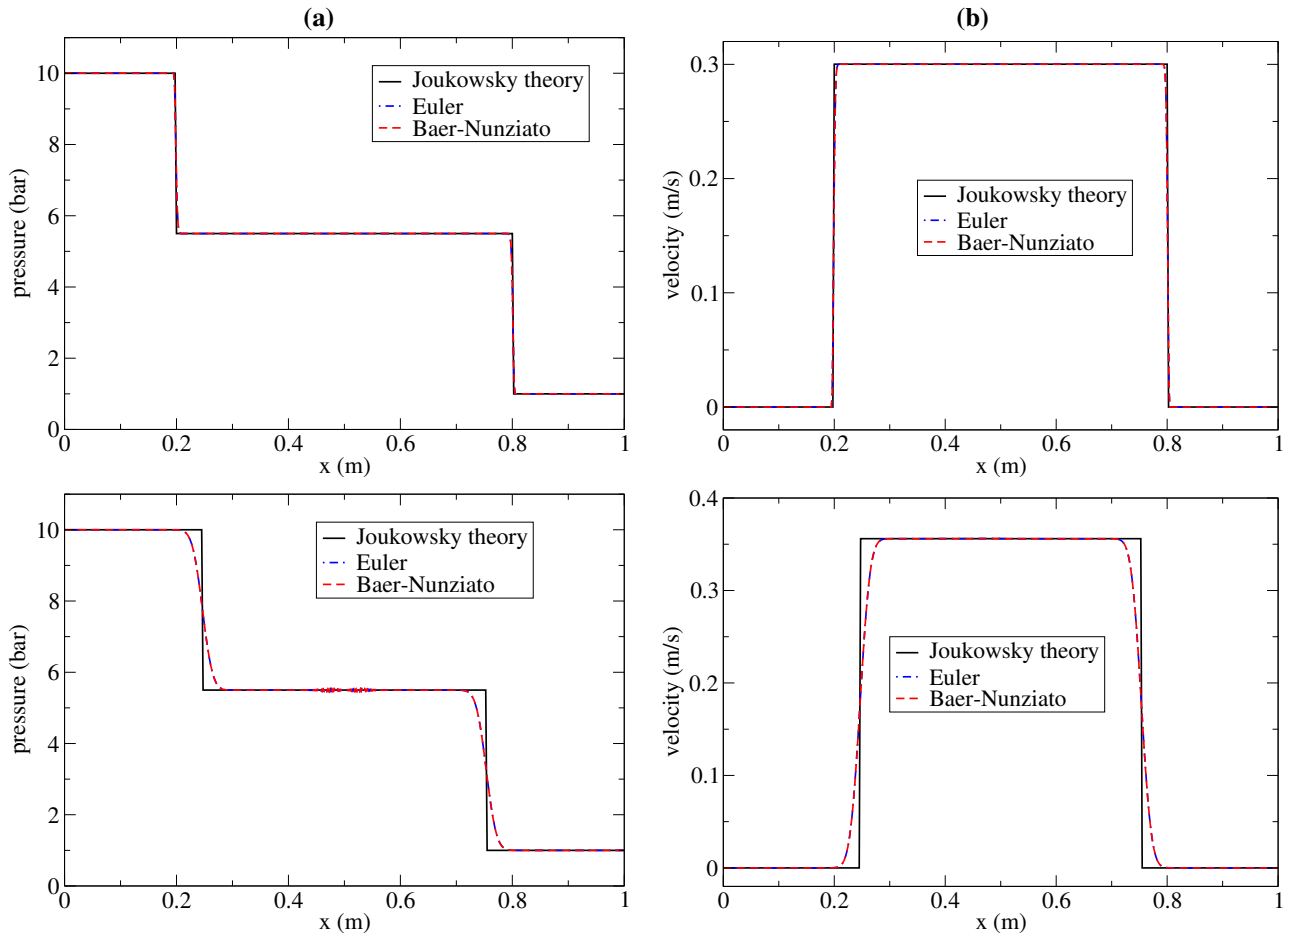 (a)
10
8
6
4
2
0
pressure (bar)
Joukowsky theory
Euler
Baer-Nunziato
0 0.2 0.4 0.6 0.8 1
x (m)
(b)
0.3
0.2
0.1
0
velocity (m/s)
Joukowsky theory
Euler
Baer-Nunziato
0 0.2 0.4 0.6 0.8 1
x (m)
10
8
6
4
2
0
pressure (bar)
Joukowsky theory
Euler
Baer-Nunziato
0 0.2 0.4 0.6 0.8 1
x (m)
0.4
0.3
0.2
0.1
0
velocity (m/s)
Joukowsky theory
Euler
Baer-Nunziato
0 0.2 0.4 0.6 0.8 1
x (m)